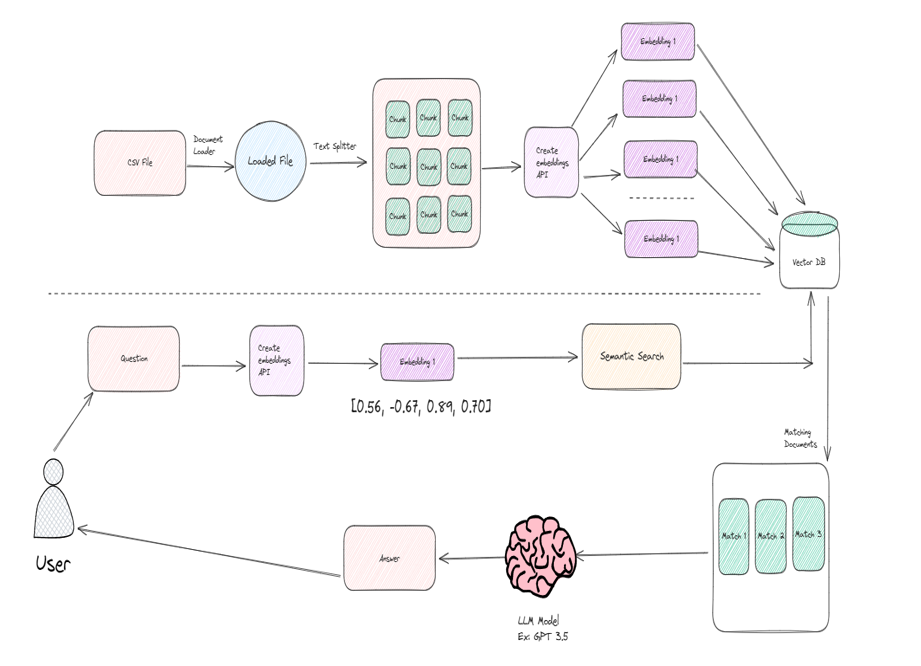 Embedding 1
Embedding 1
Document
Loader
CSV File
Loaded File
Text Splitter
Chunk Chunk Chunk
Chunk Chunk Chunk
Chunk Chunk Chunk
Create
embeddings
API
Embedding 1
Embedding 1
Vector DB
Question
Create
embeddings
API
Embedding 1
[0.56, -0.67, 0.89, 0.70]
Semantic Search
Matching
Documents
Match 1 Match 2 Match 3
LLM Model
Ex: GPT 3.5
Answer
User